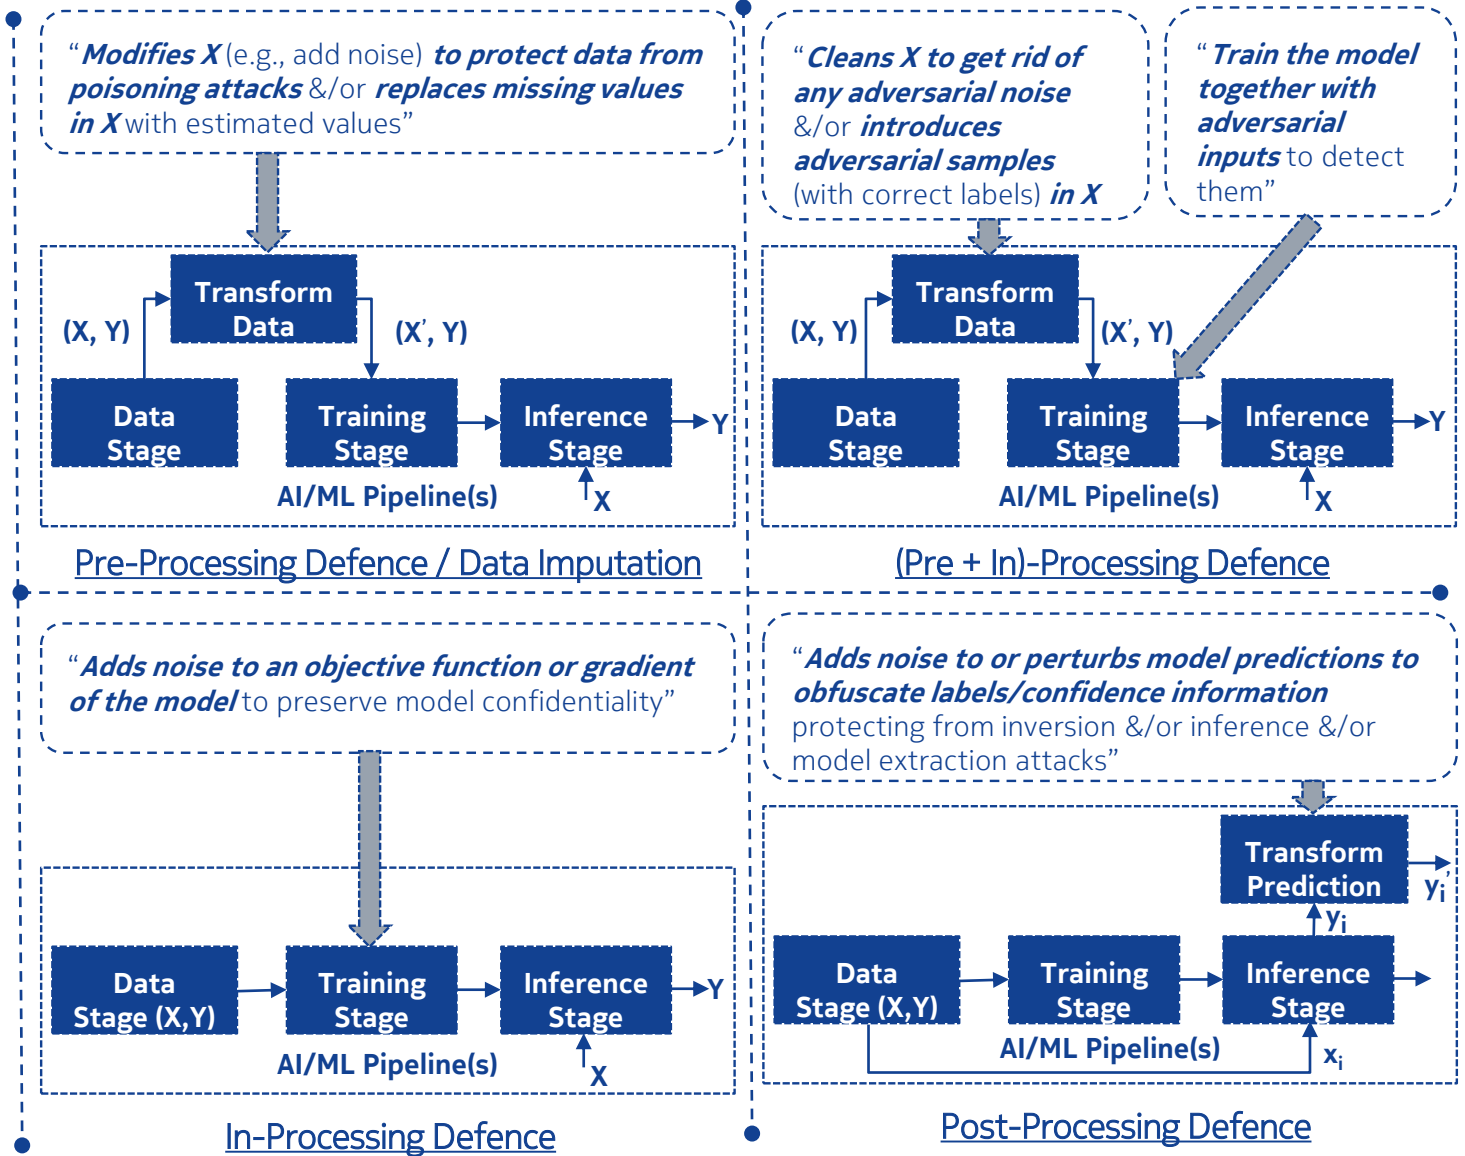 “Modifies X (e.g., add noise) to protect data from
poisoning attacks &/or replaces missing values
in X with estimated values”
Transform
Data
(X, Y)
(X’, Y)
Data
Stage
Training
Stage
Inference
Stage
Y
X
AI/ML Pipeline(s)
Pre-Processing Defence / Data Imputation
“Cleans X to get rid of
any adversarial noise
&/or introduces
adversarial samples
(with correct labels) in X
“Train the model
together with
adversarial
inputs to detect
them”
Transform
Data
(X, Y)
(X’, Y)
Data
Stage
Training
Stage
Inference
Stage
Y
X
AI/ML Pipeline(s)
(Pre + In)-Processing Defence
“Adds noise to an objective function or gradient
of the model to preserve model confidentiality”
Data
Stage (X,Y)
Training
Stage
Inference
Stage
Y
X
AI/ML Pipeline(s)
In-Processing Defence
“Adds noise to or perturbs model predictions to
obfuscate labels/confidence information
protecting from inversion &/or inference &/or
model extraction attacks”
Transform
Prediction
yi’
yi
Data
Stage (X,Y)
Training
Stage
Inference
Stage
AI/ML Pipeline(s)
xi
Post-Processing Defence